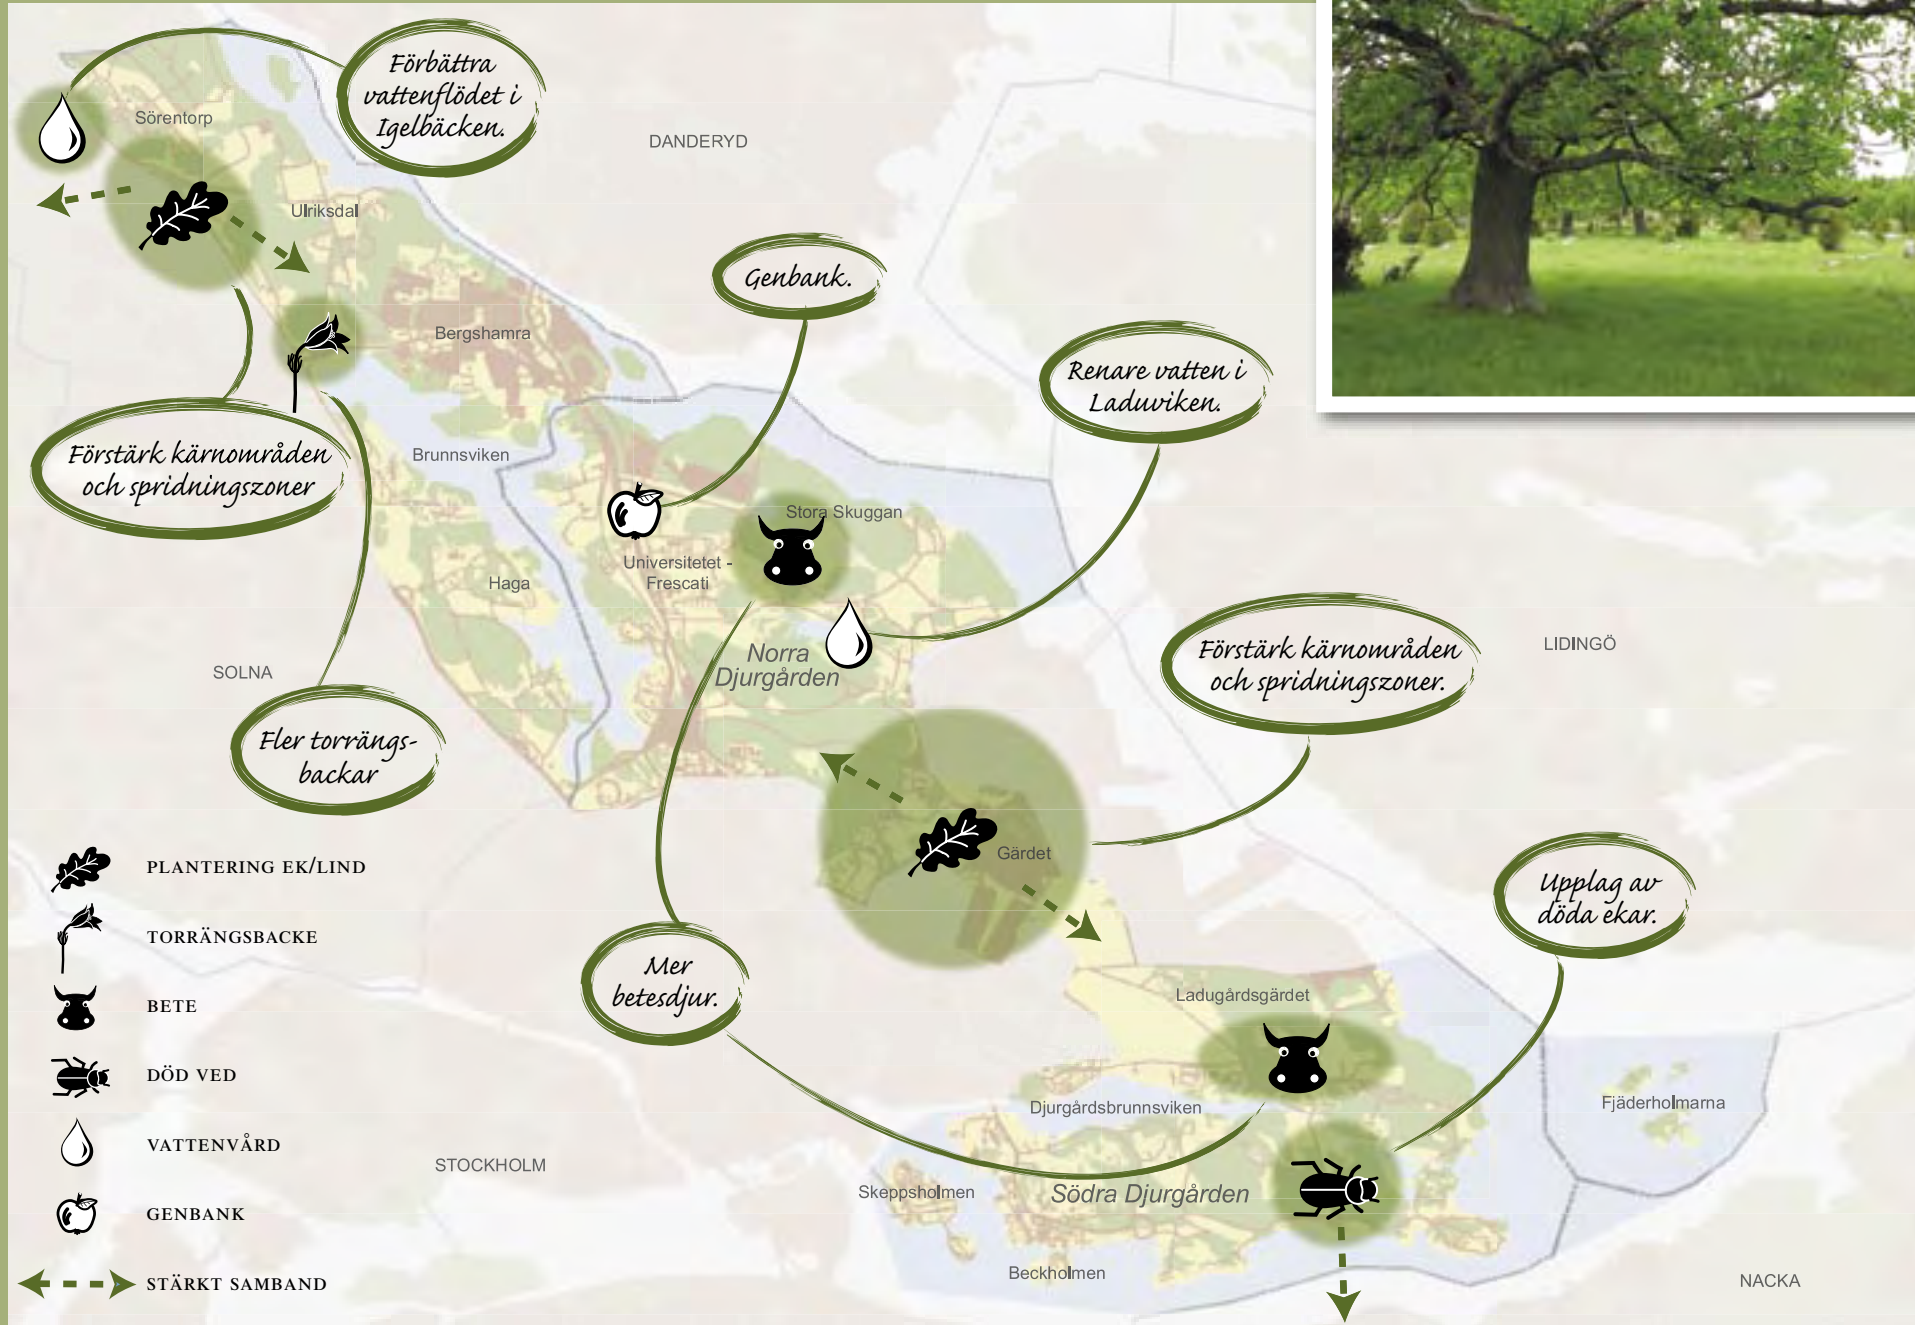 Förbättra
vattenflödet i
Igelbäcken.
Sörentorp
DANDERYD
Ulriksdal
Genbank.
Bergshamra
Renare vatten i
Laduviken.
Förstärk kärnområden
och spridningszoner
Brunnsviken
Stora Skuggan
Universitetet -
Frescati
Haga
Norra
Djurgården
Förstärk kärnområden
och spridningszoner.
LIDINGÖ
SOLNA
Fler torrängs-
backar
Gärdet
Upplag av
döda ekar.
Mer
betesdjur.
Ladugårdsgärdet
Djurgårdsbrunnsviken
Fjäderholmarna
STOCKHOLM
Skeppsholmen
Södra Djurgården
Beckholmen
NACKA
PLANTERING EK/LIND
TORRÄNGSBACKE
BETE
DÖD VED
VATTENVÅRD
GENBANK
STÄRKT SAMBAND